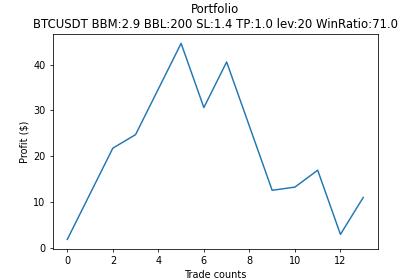 Portfolio
BTCUSDT BBM:2.9 BBL:200 SL:1.4 TP:1.0 lev:20 WinRatio:71.0
40
30
20
10
0
Profit ($)
0 2 4 6 8 10 12
Trade counts